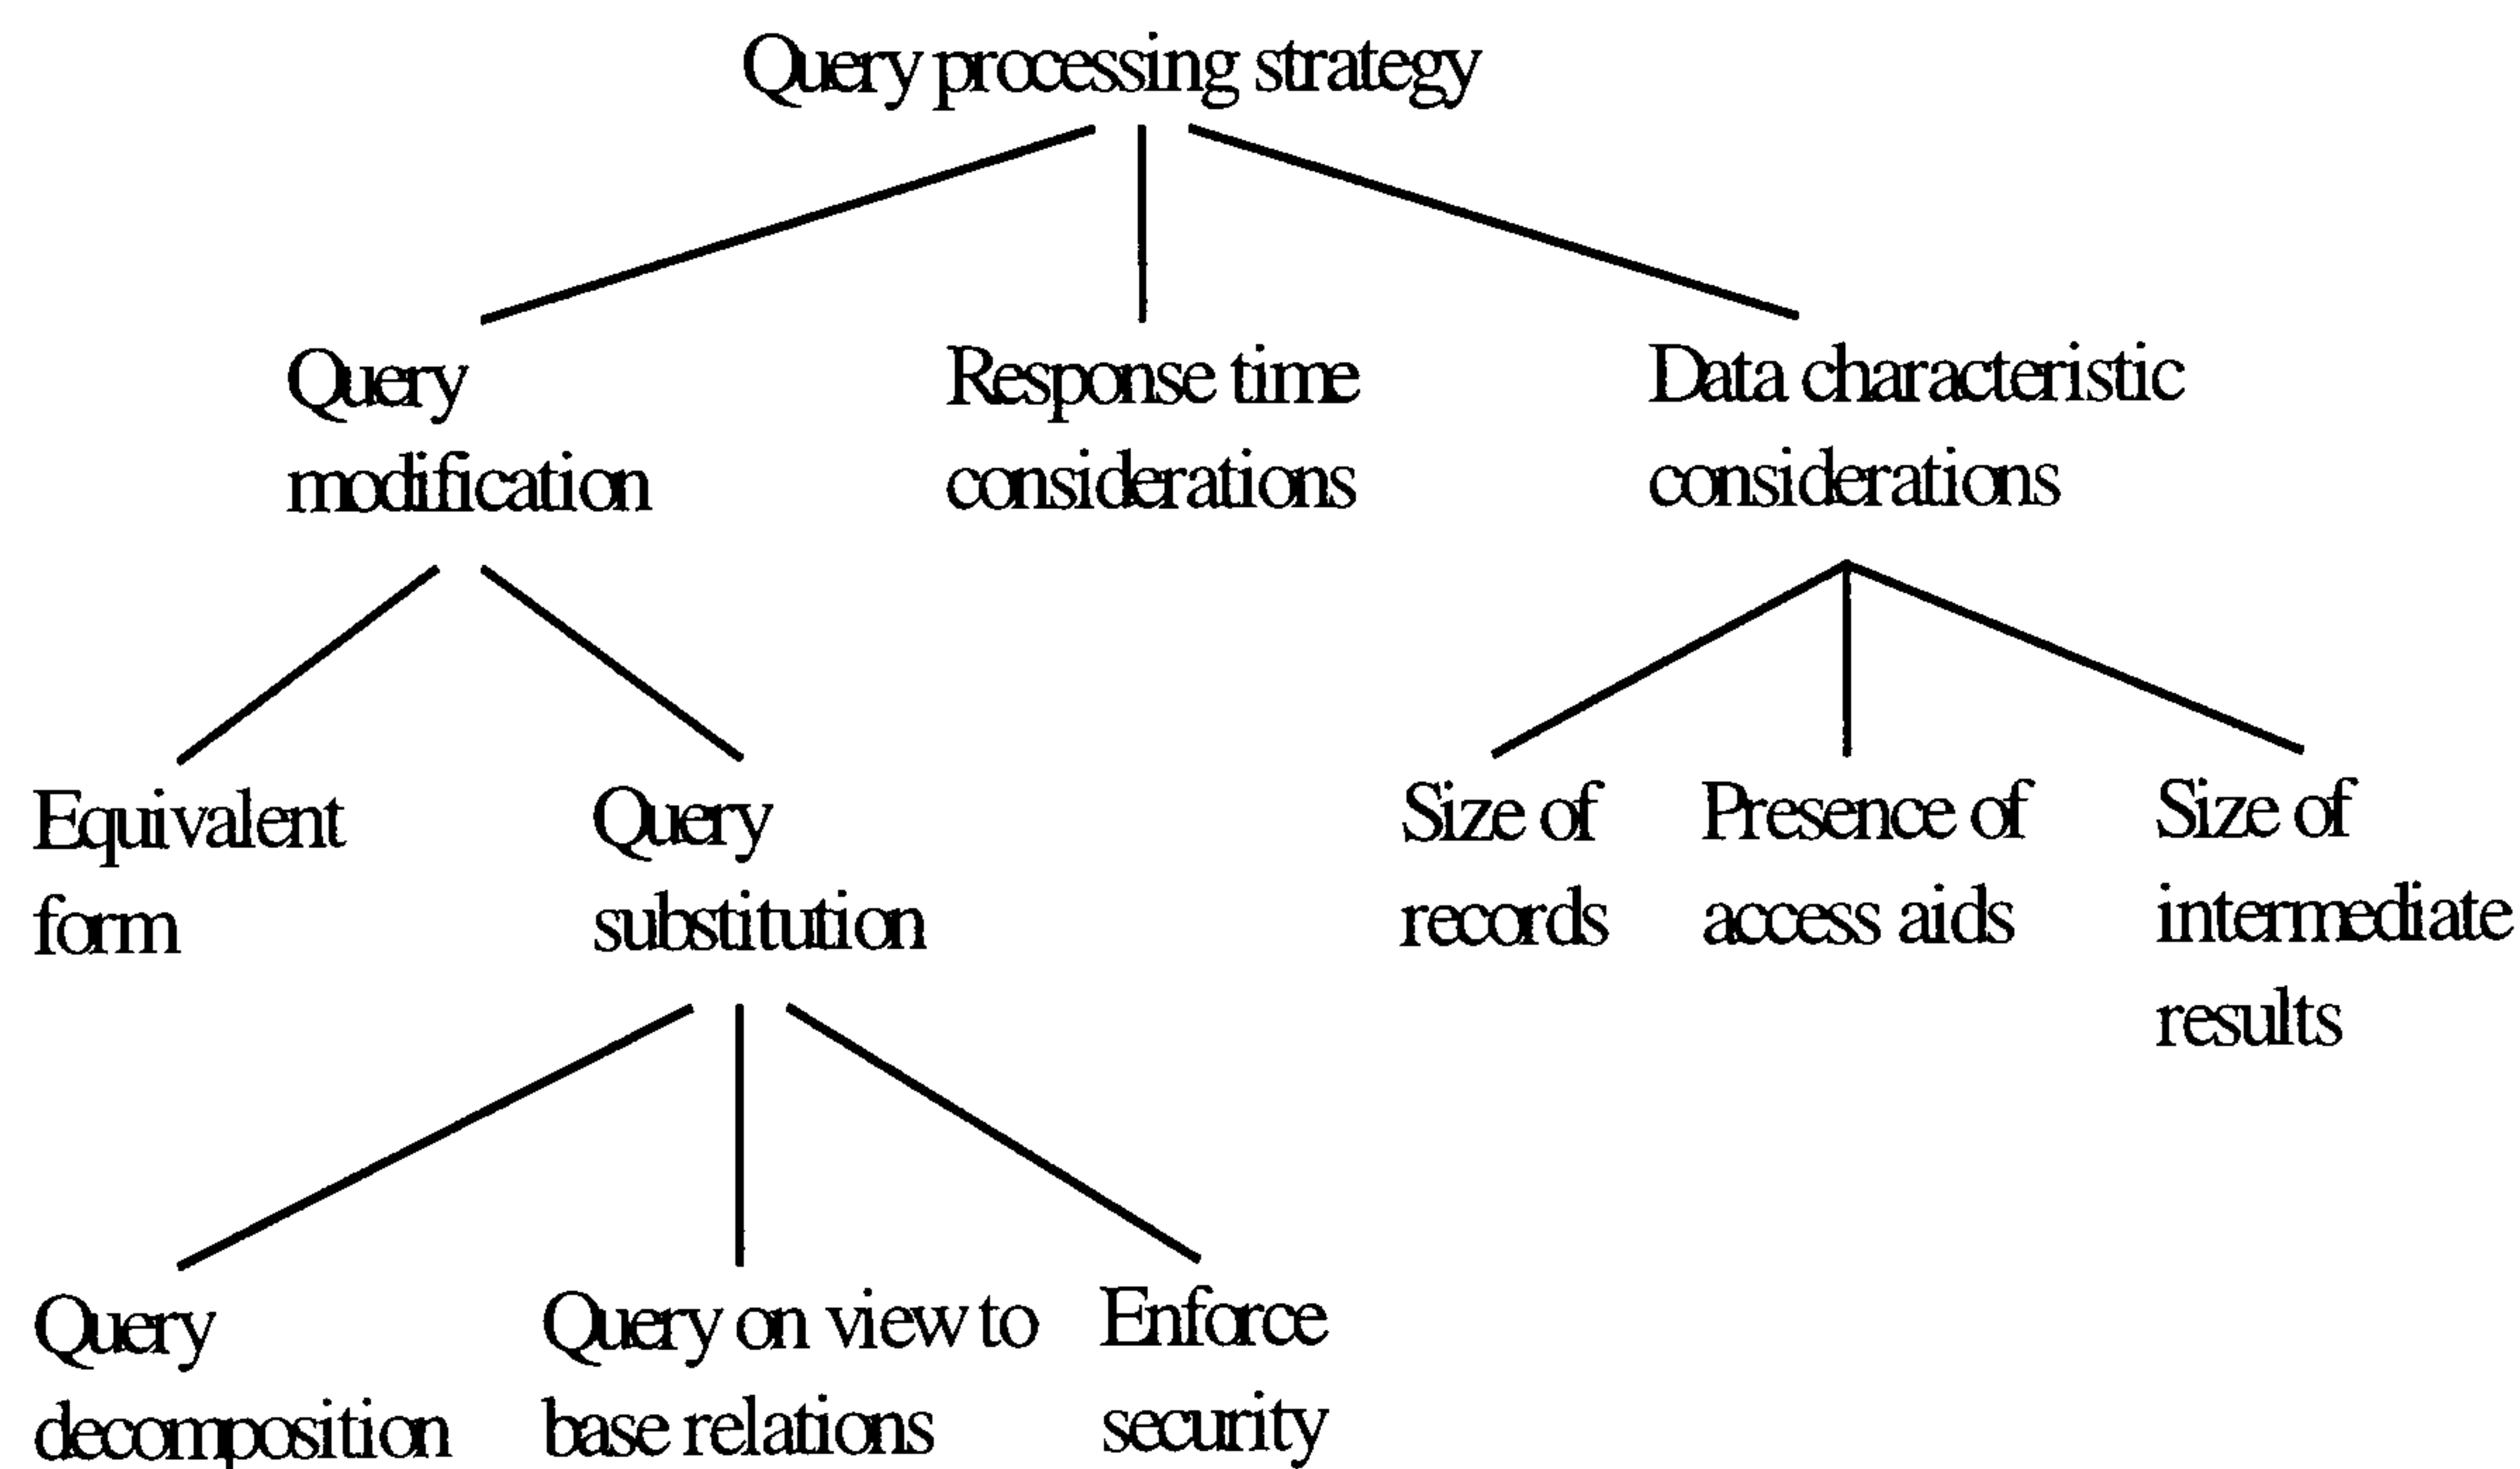 Query processing strategy
Query
modification
Response time
considerations
Data characteristic
considerations
Equivalent
form
Query
substitution
Size of
records
Presence of
access aids
Size of
intermediate
results
Query
decomposition
Query on view to
base relations
Enforce
security